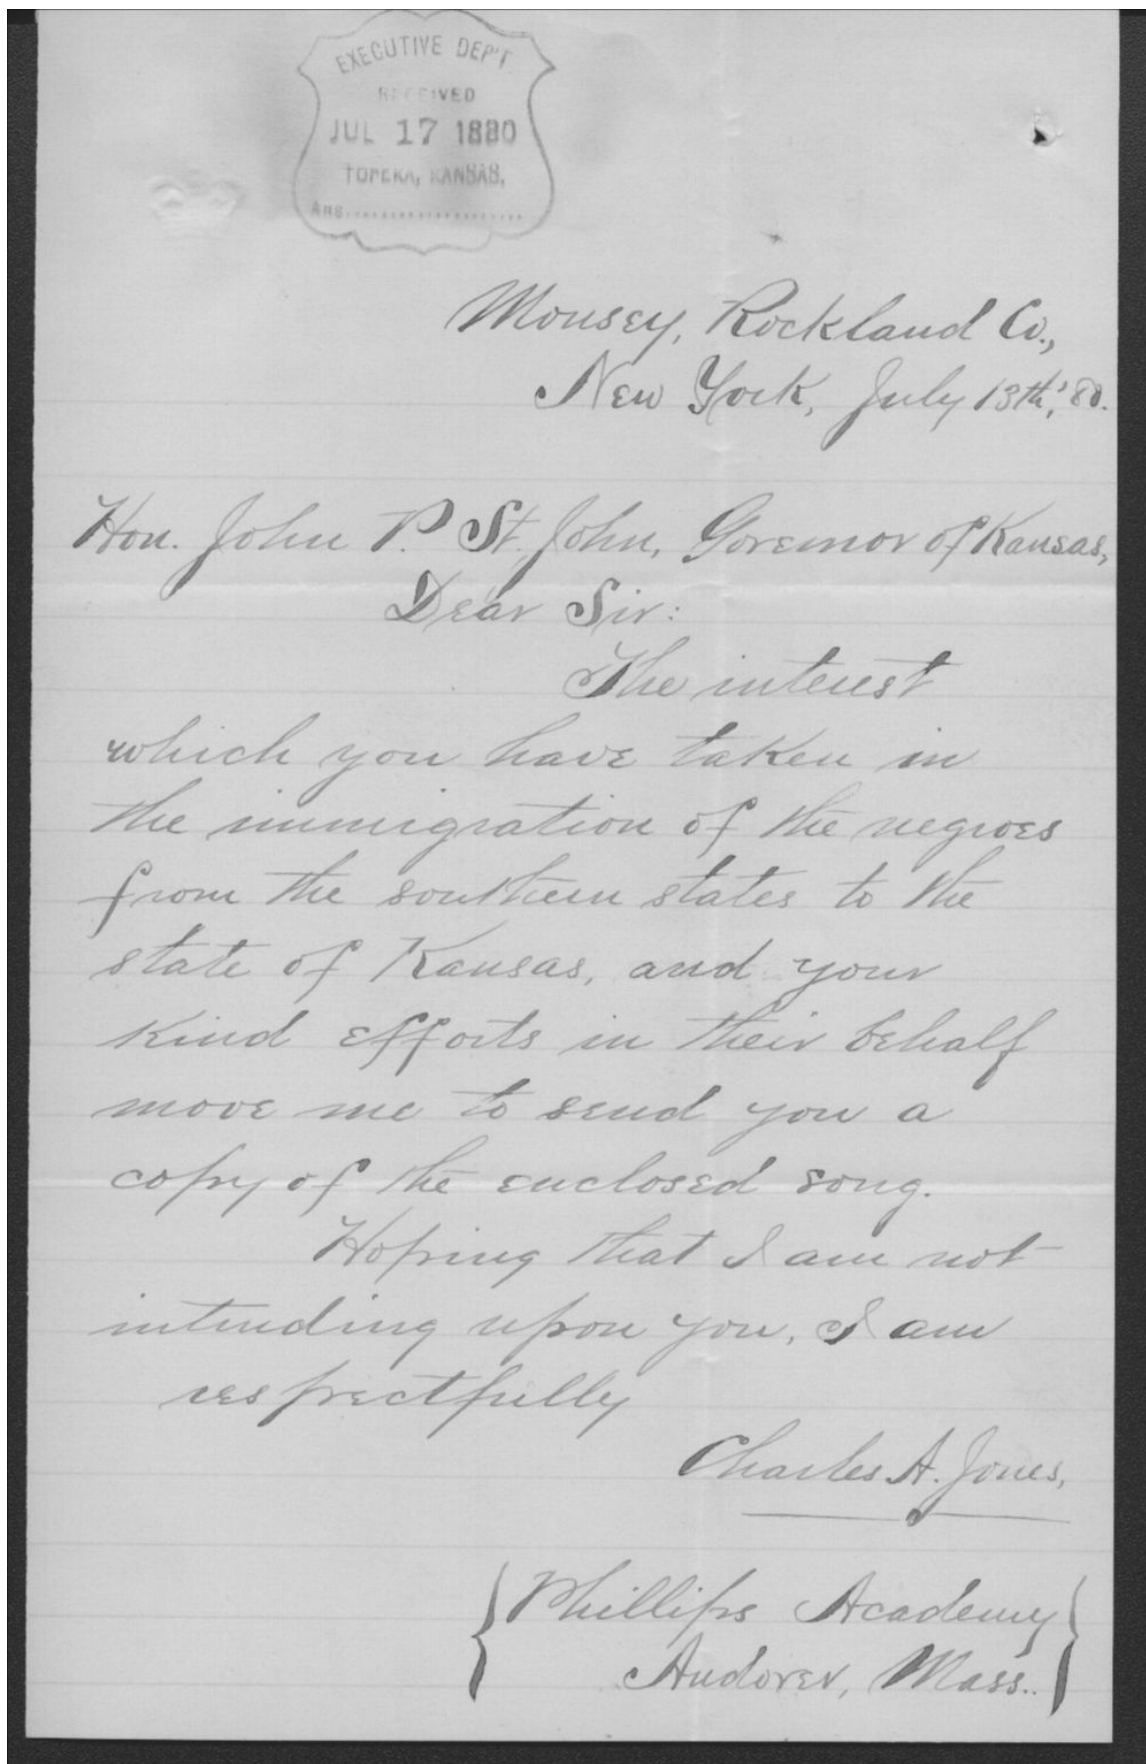 EXECUTIVE DEP'T
RECEIVED
JUL 17 1880
TOPEKA, KANSAS.
Ans.....................
Monsey, Rockland Co.,
New York, July 13th, '80.
Hon. John P. St. John, Governor of Kansas,
Dear Sir:
The interest
which you have taken in
the immigration of the negroes
from the southern states to the
state of Kansas, and your
kind efforts in their behalf
move me to send you a
copy of the enclosed song.
Hoping that I am not
intruding upon you, I am
respectfully
Charles A. Jones,
{Phillips Academy}
Andover, Mass..